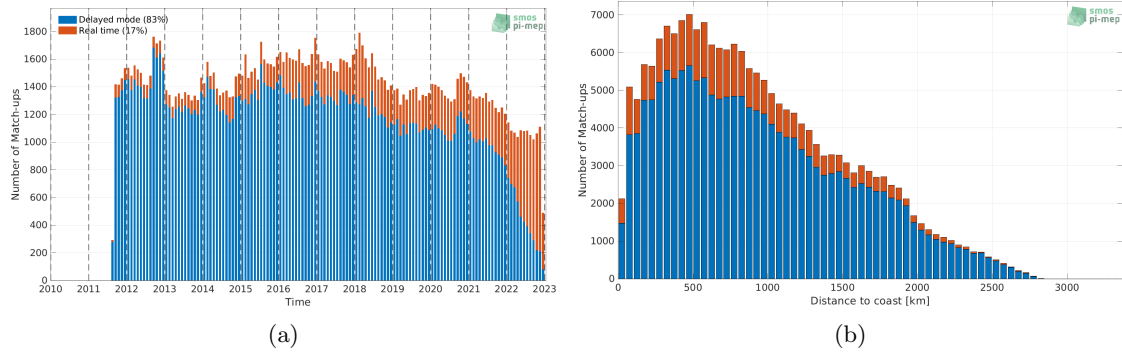 Delayed mode (83%)
Real time (17%)
smos
pi-mep
Number of Match-ups
1800
1600
1400
1200
1000
800
600
400
200
0
2010 2011 2012 2013 2014 2015 2016 2017 2018 2019 2020 2021 2022 2023
Time
(a)
smos
pi-mep
Number of Match-ups
7000
6000
5000
4000
3000
2000
1000
0
0 500 1000 1500 2000 2500 3000
Distance to coast [km]
(b)